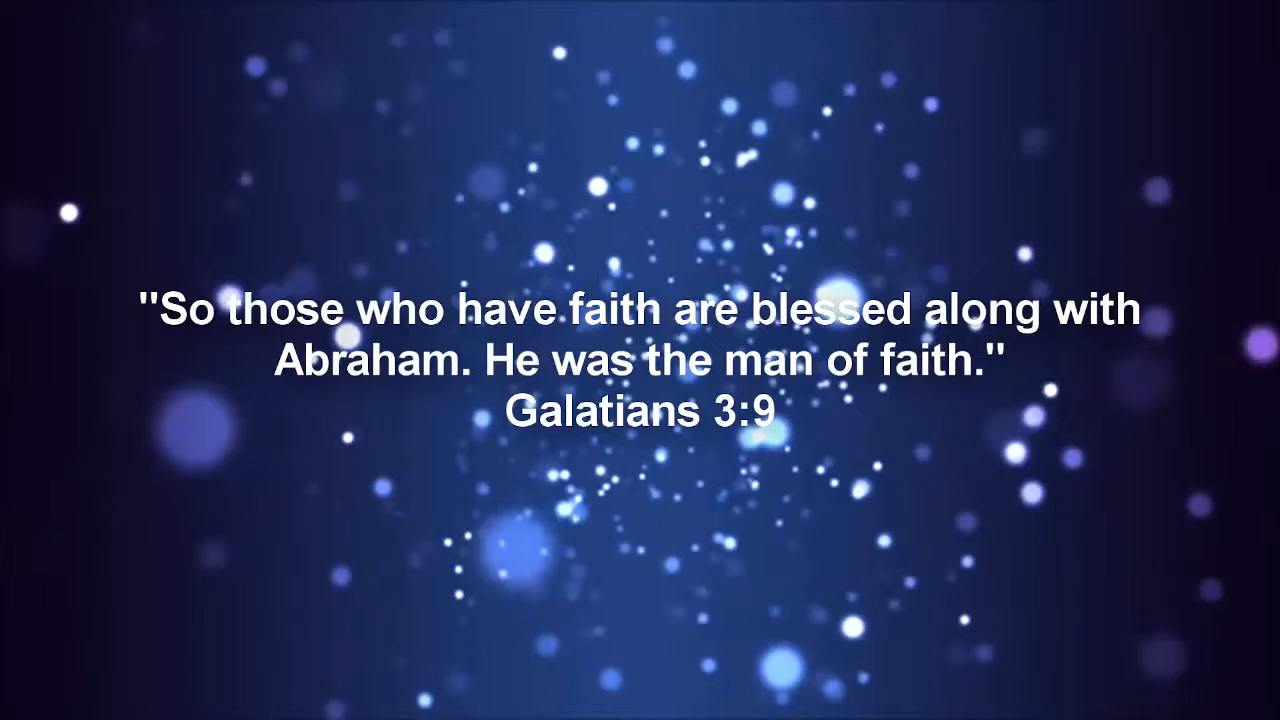 "So those who have faith are blessed along with
Abraham. He was the man of faith."
Galatians 3:9